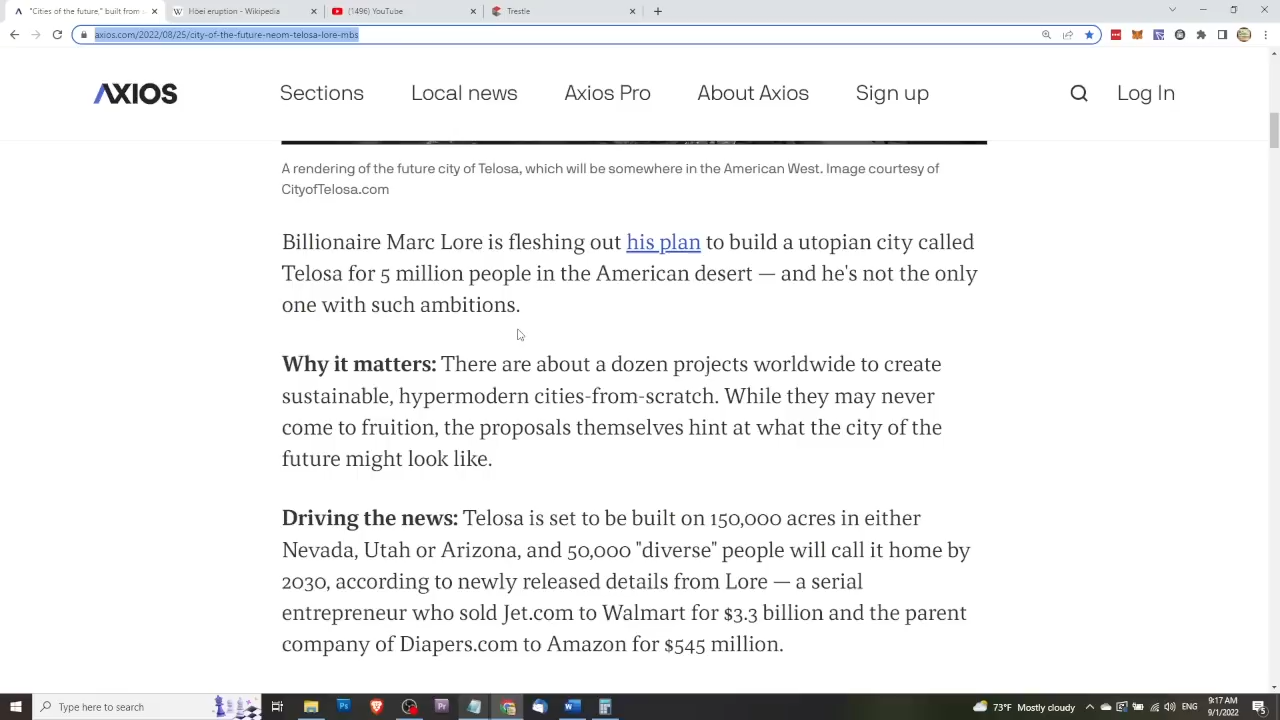 "Cities of the future," built from
Hòei eruption - Wikipedia
(1496) YouTube
Trestle
axios.com/2022/08/25/city-of-the-future-neom-telosa-lore-mbs
AXIOS
Sections
Local news
Axios Pro
About Axios
Sign up
Log In
A rendering of the future city of Telosa, which will be somewhere in the American West. Image courtesy of
CityofTelosa.com
Billionaire Marc Lore is fleshing out his plan to build a utopian city called
Telosa for 5 million people in the American desert — and he's not the only
one with such ambitions.
Why it matters: There are about a dozen projects worldwide to create
sustainable, hypermodern cities-from-scratch. While they may never
come to fruition, the proposals themselves hint at what the city of the
future might look like.
Driving the news: Telosa is set to be built on 150,000 acres in either
Nevada, Utah or Arizona, and 50,000 "diverse" people will call it home by
2030, according to newly released details from Lore — a serial
entrepreneur who sold Jet.com to Walmart for $3.3 billion and the parent
company of Diapers.com to Amazon for $545 million.
Type here to search
73°F Mostly cloudy
9:17 AM
9/1/2022